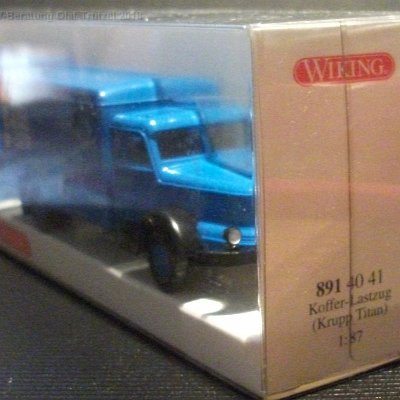 WIKING
891 40 41
Koffer-Lastzug
(Krupp Titan)
1:87